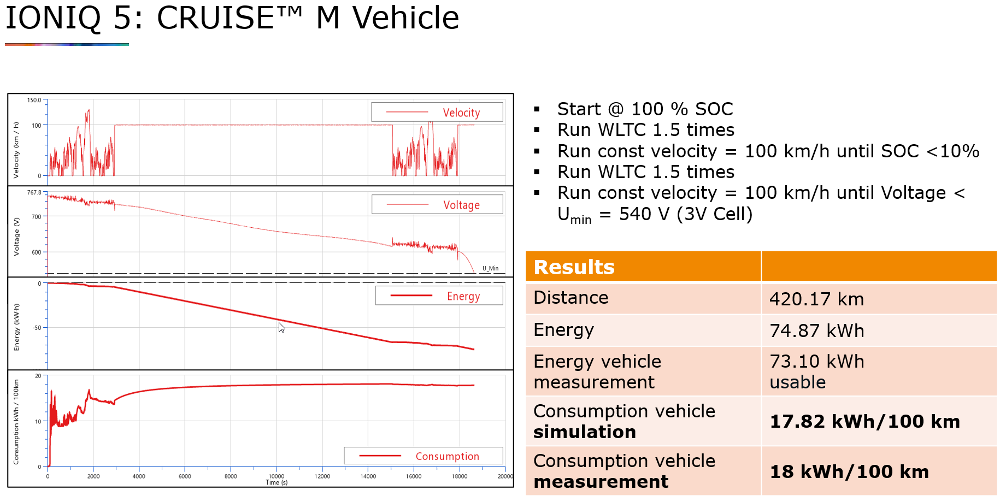 IONIQ 5: CRUISE™ M Vehicle
150.0
100
0
Velocity (km / h)
Velocity
767.8
700
600
Voltage (V)
Voltage
U_Min
0
-50
Energy (kW·h)
Energy
20
10
0
Consumption kWh / 100km
Consumption
0 2000 4000 6000 8000 10000 12000 14000 16000 18000 20000
Time (s)
▪ Start @ 100 % SOC
▪ Run WLTC 1.5 times
▪ Run const velocity = 100 km/h until SOC <10%
▪ Run WLTC 1.5 times
▪ Run const velocity = 100 km/h until Voltage <
Umin = 540 V (3V Cell)
Results
Distance 420.17 km
Energy 74.87 kWh
Energy vehicle 73.10 kWh
measurement usable
Consumption vehicle
simulation 17.82 kWh/100 km
Consumption vehicle
measurement 18 kWh/100 km